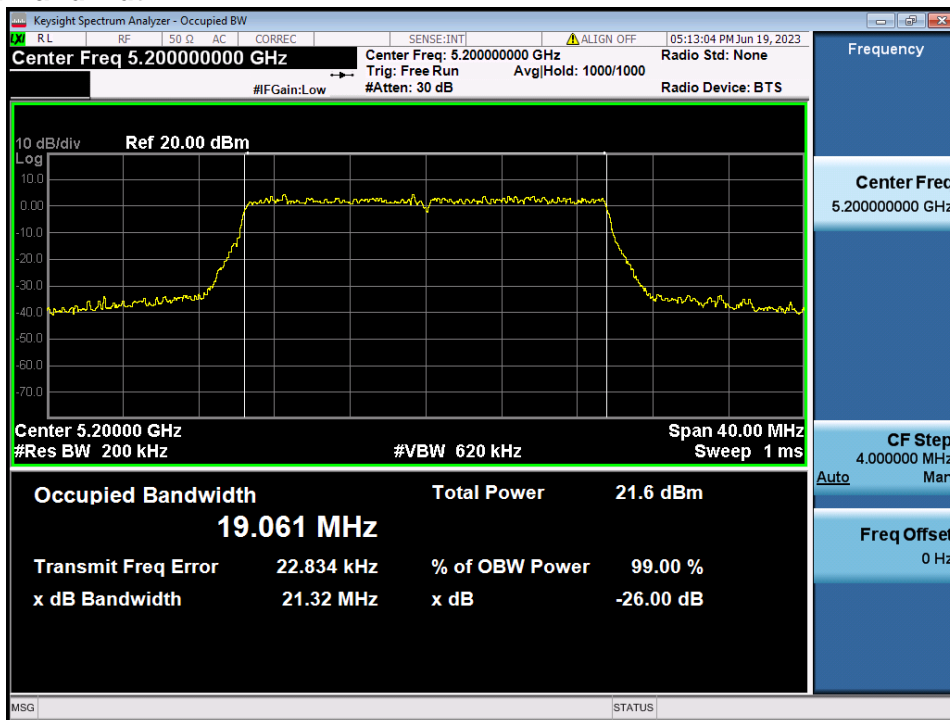 Keysight Spectrum Analyzer - Occupied BW
LXI RL RF 50 Ω AC CORREC SENSE:INT ALIGN OFF 05:13:04 PM Jun 19, 2023
Center Freq 5.200000000 GHz
Center Freq: 5.200000000 GHz Radio Std: None
Trig: Free Run Avg|Hold: 1000/1000
#IFGain:Low #Atten: 30 dB Radio Device: BTS
10 dB/div Ref 20.00 dBm
Log
10.0
0.00
-10.0
-20.0
-30.0
-40.0
-50.0
-60.0
-70.0
Center 5.20000 GHz Span 40.00 MHz
#Res BW 200 kHz #VBW 620 kHz Sweep 1 ms
Occupied Bandwidth Total Power 21.6 dBm
19.061 MHz
Transmit Freq Error 22.834 kHz % of OBW Power 99.00 %
x dB Bandwidth 21.32 MHz x dB -26.00 dB
MSG STATUS
Frequency
Center Freq
5.200000000 GHz
CF Step
4.000000 MHz
Auto Man
Freq Offset
0 Hz